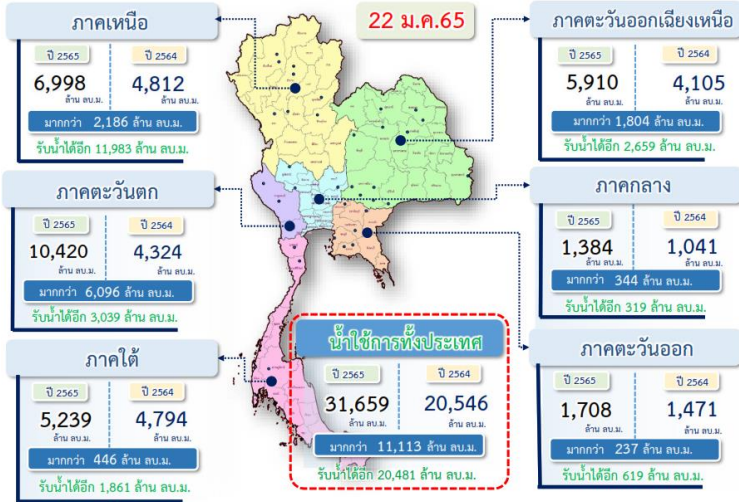 22 ม.ค.65
ภาคเหนือ
ปี 2565 ปี 2564
6,998 4,812
ล้าน ลบ.ม. ล้าน ลบ.ม.
มากกว่า 2,186 ล้าน ลบ.ม.
รับน้ำได้อีก 11,983 ล้าน ลบ.ม.
ภาคตะวันออกเฉียงเหนือ
ปี 2565 ปี 2564
5,910 4,105
ล้าน ลบ.ม. ล้าน ลบ.ม.
มากกว่า 1,804 ล้าน ลบ.ม.
รับน้ำได้อีก 2,659 ล้าน ลบ.ม.
ภาคตะวันตก
ปี 2565 ปี 2564
10,420 4,324
ล้าน ลบ.ม. ล้าน ลบ.ม.
มากกว่า 6,096 ล้าน ลบ.ม.
รับน้ำได้อีก 3,039 ล้าน ลบ.ม.
ภาคกลาง
ปี 2565 ปี 2564
1,384 1,041
ล้าน ลบ.ม. ล้าน ลบ.ม.
มากกว่า 344 ล้าน ลบ.ม.
รับน้ำได้อีก 319 ล้าน ลบ.ม.
ภาคใต้
ปี 2565 ปี 2564
5,239 4,794
ล้าน ลบ.ม. ล้าน ลบ.ม.
มากกว่า 446 ล้าน ลบ.ม.
รับน้ำได้อีก 1,861 ล้าน ลบ.ม.
น้ำใช้การทั้งประเทศ
ปี 2565 ปี 2564
31,659 20,546
ล้าน ลบ.ม. ล้าน ลบ.ม.
มากกว่า 11,113 ล้าน ลบ.ม.
รับน้ำได้อีก 20,481 ล้าน ลบ.ม.
ภาคตะวันออก
ปี 2565 ปี 2564
1,708 1,471
ล้าน ลบ.ม. ล้าน ลบ.ม.
มากกว่า 237 ล้าน ลบ.ม.
รับน้ำได้อีก 619 ล้าน ลบ.ม.